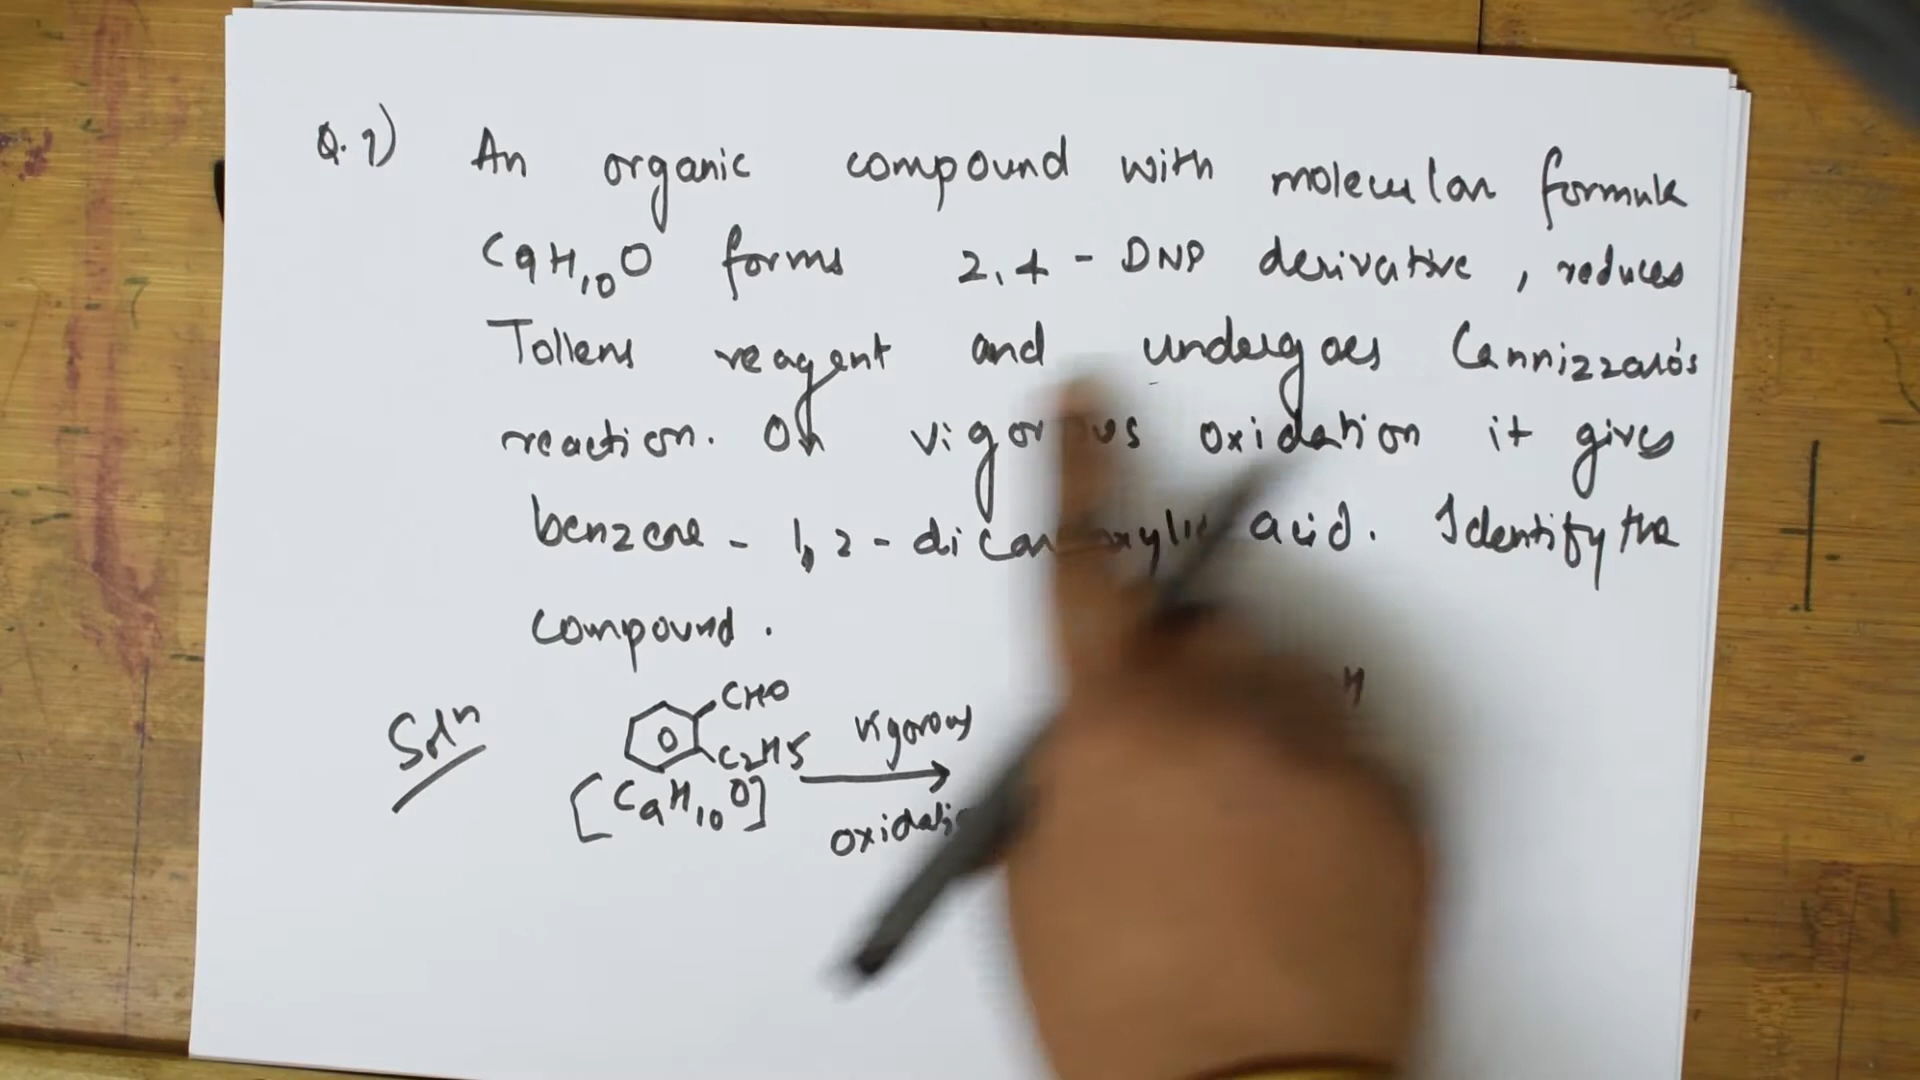 Q.1) An organic compound with molecular formula
C9H10O forms 2,4-DNP derivative, reduces
Tollens reagent and undergoes Cannizzaro's
reaction. On vigorous oxidation it gives
benzene-1,2-dicarboxylic acid. Identify the
compound.
Soln
CHO
C2H5
[C9H10O]
vigorous
H